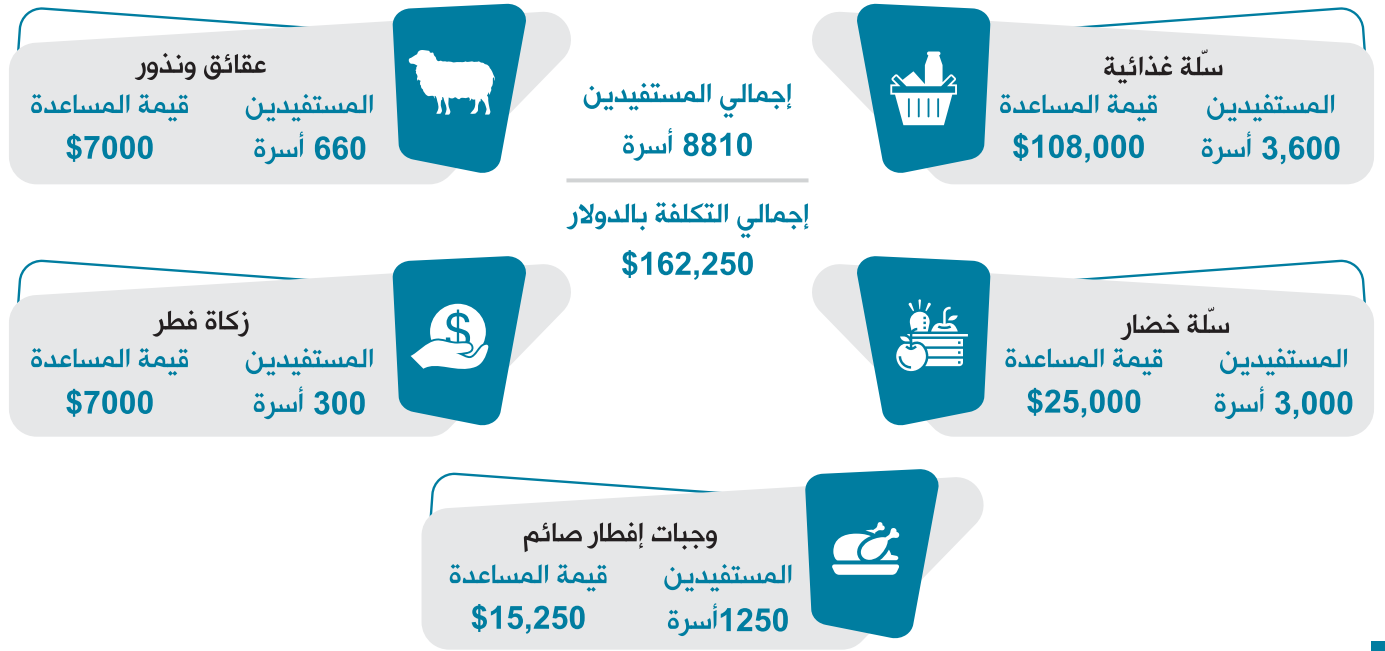 سلّة غذائية
المستفيدين قيمة المساعدة
3,600 أسرة $108,000
إجمالي المستفيدين
8810 أسرة
إجمالي التكلفة بالدولار
$162,250
عقائق ونذور
المستفيدين قيمة المساعدة
660 أسرة $7000
سلّة خضار
المستفيدين قيمة المساعدة
3,000 أسرة $25,000
زكاة فطر
المستفيدين قيمة المساعدة
300 أسرة $7000
وجبات إفطار صائم
المستفيدين قيمة المساعدة
1250أسرة $15,250